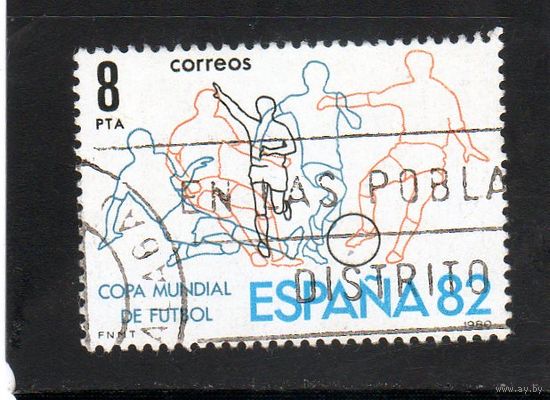 8
PTA
correos
EN LAS POBLA
DISTRITO
COPA MUNDIAL
DE FUTBOL
ESPAÑA 82
FNMT
1980
www.ay.by